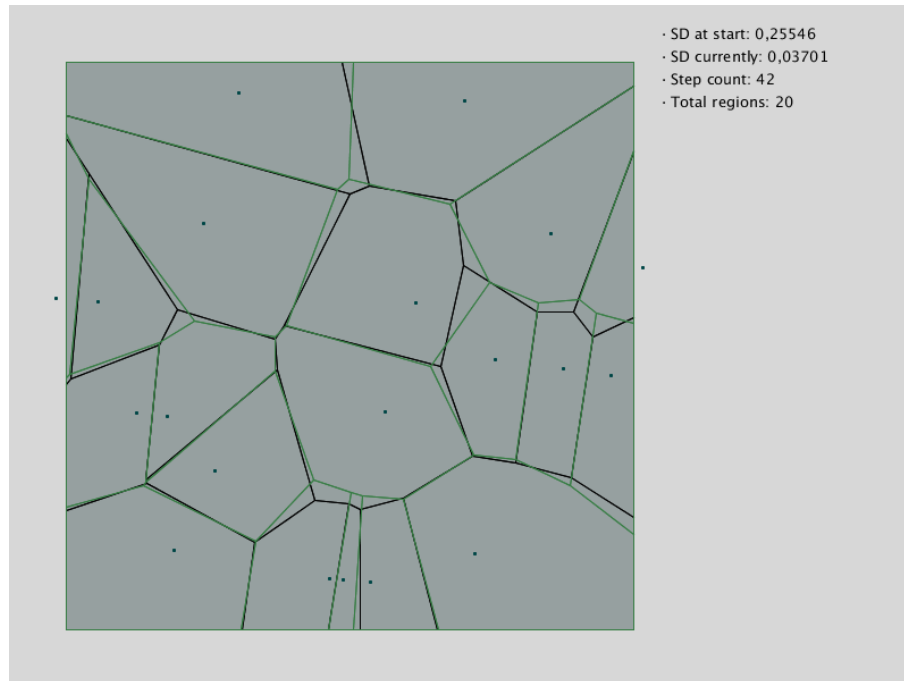 · SD at start: 0,25546
· SD currently: 0,03701
· Step count: 42
· Total regions: 20